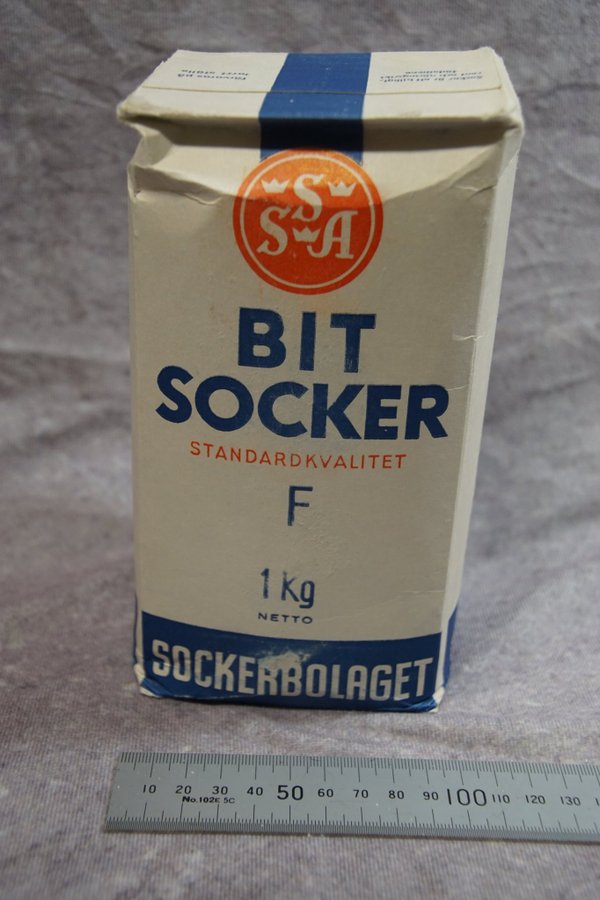 S
S A
BIT
SOCKER
STANDARDKVALITET
F
1 Kg
NETTO
SOCKERBOLAGET
10 20 30 40 50 60 70 80 90 100 110 120 130
No.102E 5C